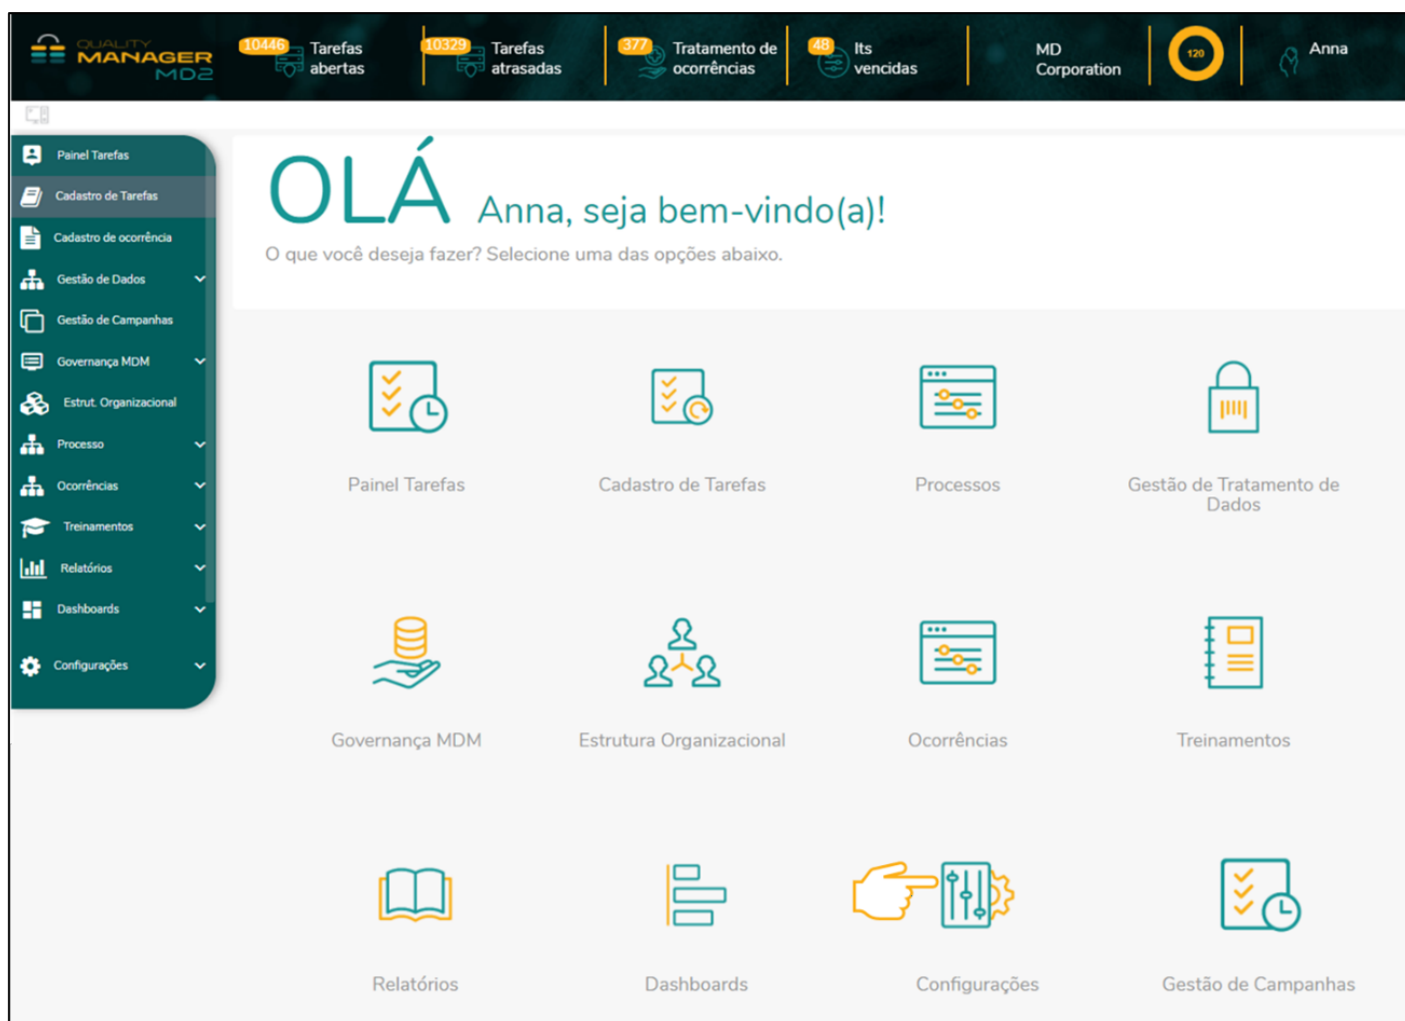 QUALITY
MANAGER
MD2
10446
Tarefas
abertas
10329
Tarefas
atrasadas
377
Tratamento de
ocorrências
48
Its
vencidas
MD
Corporation
120
Anna
Painel Tarefas
Cadastro de Tarefas
Cadastro de ocorrência
Gestão de Dados
Gestão de Campanhas
Governança MDM
Estrut. Organizacional
Processo
Ocorrências
Treinamentos
Relatórios
Dashboards
Configurações
OLÁ Anna, seja bem-vindo(a)!
O que você deseja fazer? Selecione uma das opções abaixo.
Painel Tarefas
Cadastro de Tarefas
Processos
Gestão de Tratamento de
Dados
Governança MDM
Estrutura Organizacional
Ocorrências
Treinamentos
Relatórios
Dashboards
Configurações
Gestão de Campanhas